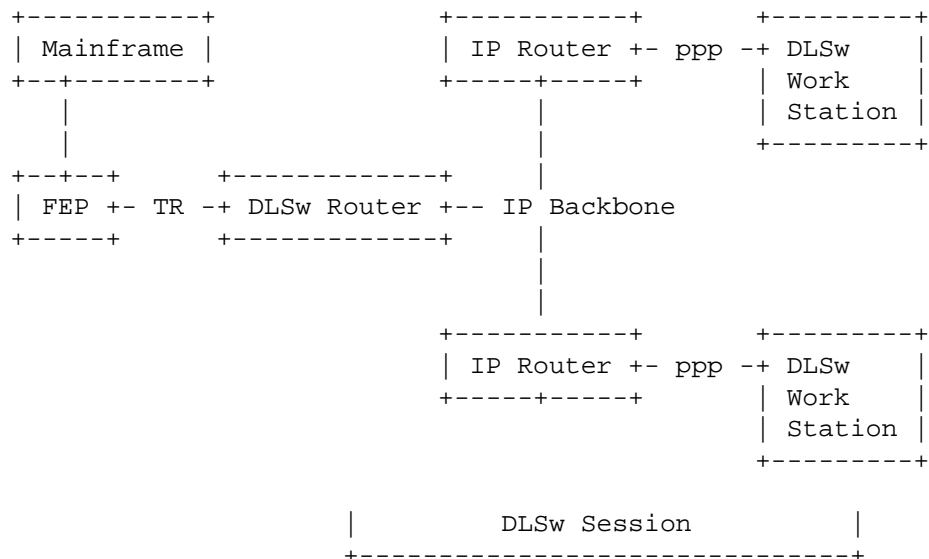 Mainframe IP Router ppp DLSw
Work
Station
FEP TR DLSw Router IP Backbone
IP Router ppp DLSw
Work
Station
DLSw Session